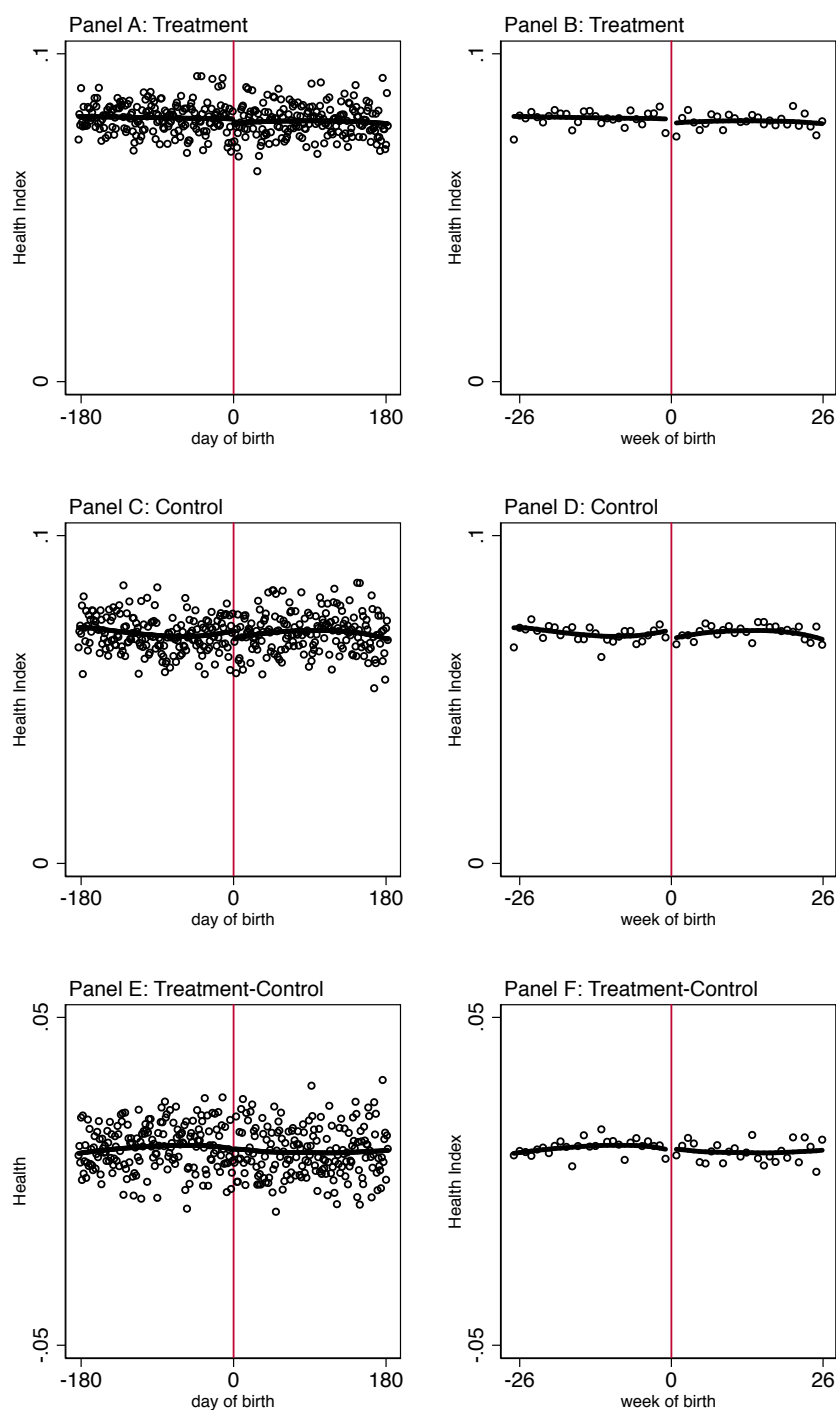 Panel A: Treatment
.1
Health Index
0
-180 0 180
day of birth
Panel B: Treatment
Health Index
-26 0 26
week of birth
Panel C: Control
.1
Health Index
0
-180 0 180
day of birth
Panel D: Control
.1
Health Index
0
-26 0 26
week of birth
Panel E: Treatment-Control
.05
Health
-.05
-180 0 180
day of birth
Panel F: Treatment-Control
.05
Health Index
-.05
-26 0 26
week of birth